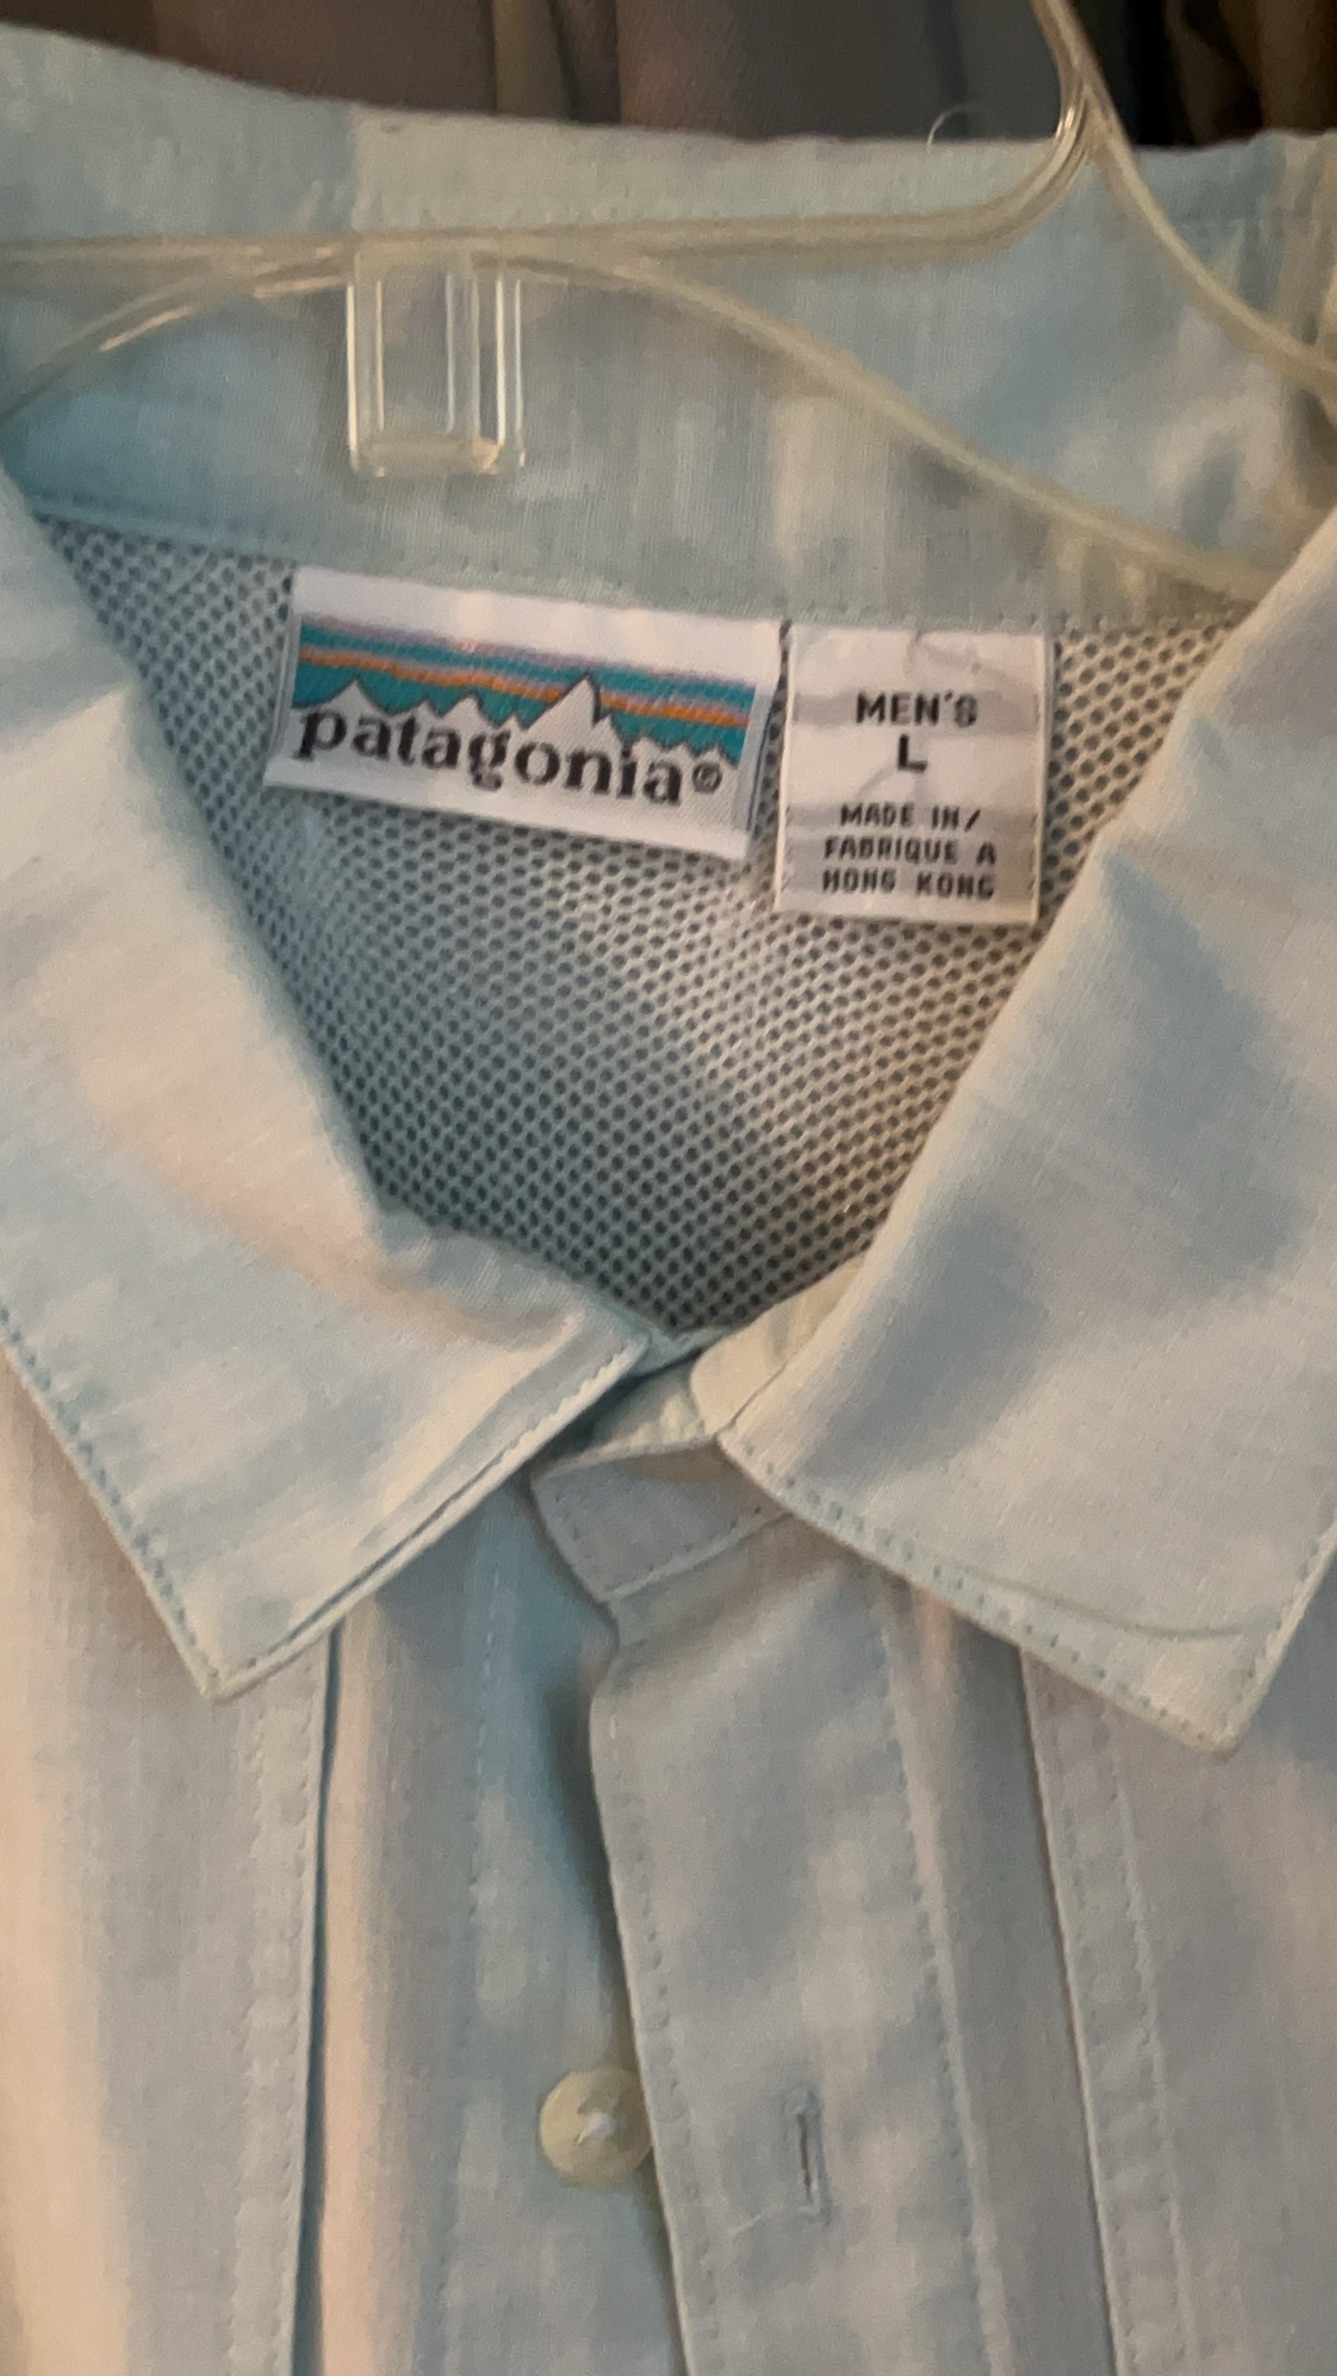 patagonia®
MEN'S
L
MADE IN/
FABRIQUE A
HONG KONG